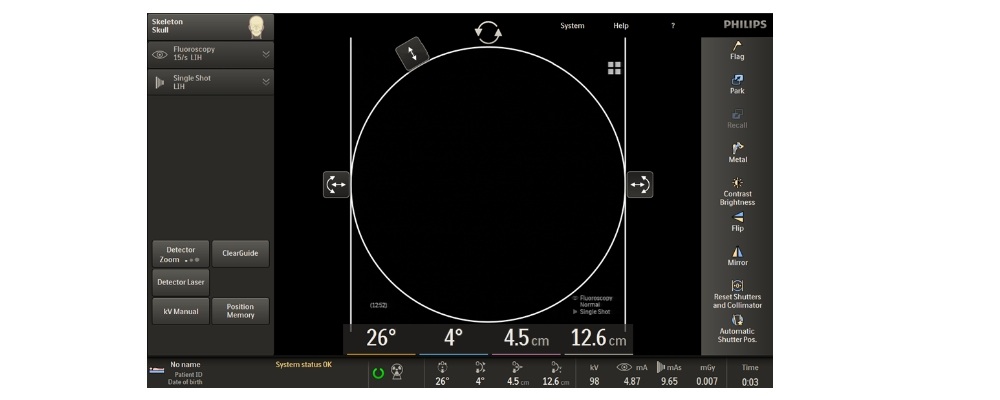 Skeleton
Skull
System
Help
?
PHILIPS
Fluoroscopy
15/s LIH
Single Shot
LIH
Flag
Park
Recall
Metal
Contrast
Brightness
Flip
Mirror
Reset Shutters
and Collimator
Automatic
Shutter Pos.
Detector
Zoom
ClearGuide
Detector Laser
kV Manual
Position
Memory
(1252)
Fluoroscopy
Normal
Single Shot
26°
4°
4.5 cm
12.6 cm
No name
Patient ID
Date of birth
System status OK
26°
4°
4.5 cm
12.6 cm
kV
98
mA
4.87
mAs
9.65
mGy
0.007
Time
0:03